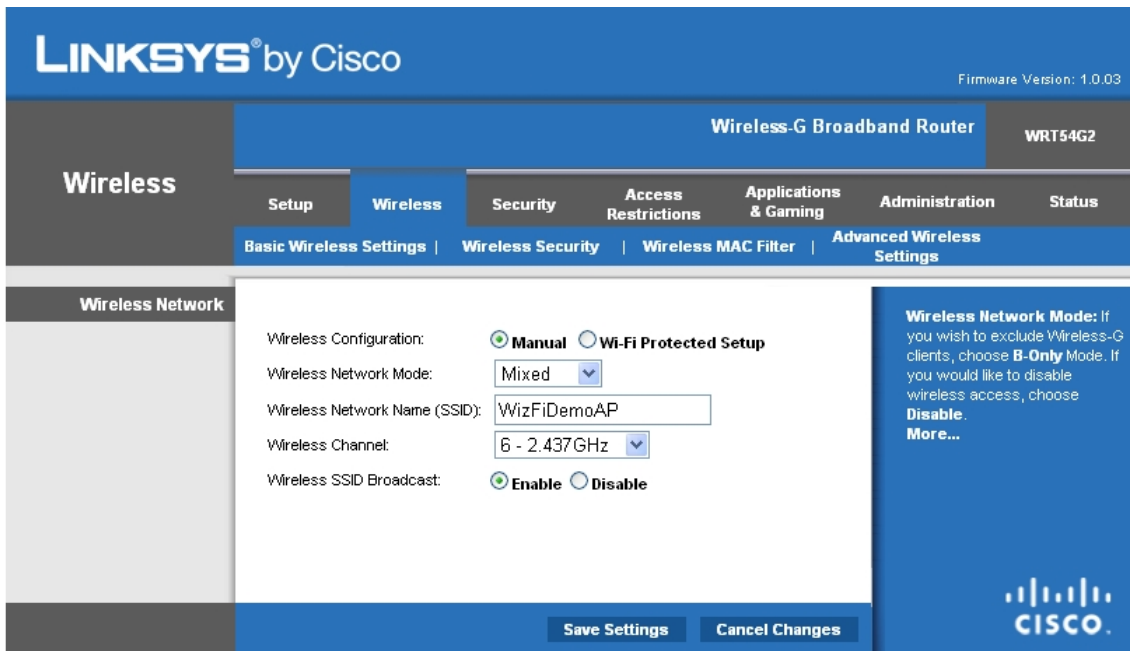 LINKSYS® by Cisco
Firmware Version: 1.0.03
Wireless-G Broadband Router
WRT54G2
Wireless
Setup
Wireless
Security
Access Restrictions
Applications & Gaming
Administration
Status
Basic Wireless Settings |
Wireless Security |
Wireless MAC Filter |
Advanced Wireless Settings
Wireless Network
Wireless Configuration: Manual Wi-Fi Protected Setup
Wireless Network Mode: Mixed
Wireless Network Name (SSID): WizFiDemoAP
Wireless Channel: 6 - 2.437GHz
Wireless SSID Broadcast: Enable Disable
Wireless Network Mode: If
you wish to exclude Wireless-G
clients, choose B-Only Mode. If
you would like to disable
wireless access, choose
Disable.
More...
Save Settings
Cancel Changes
CISCO.